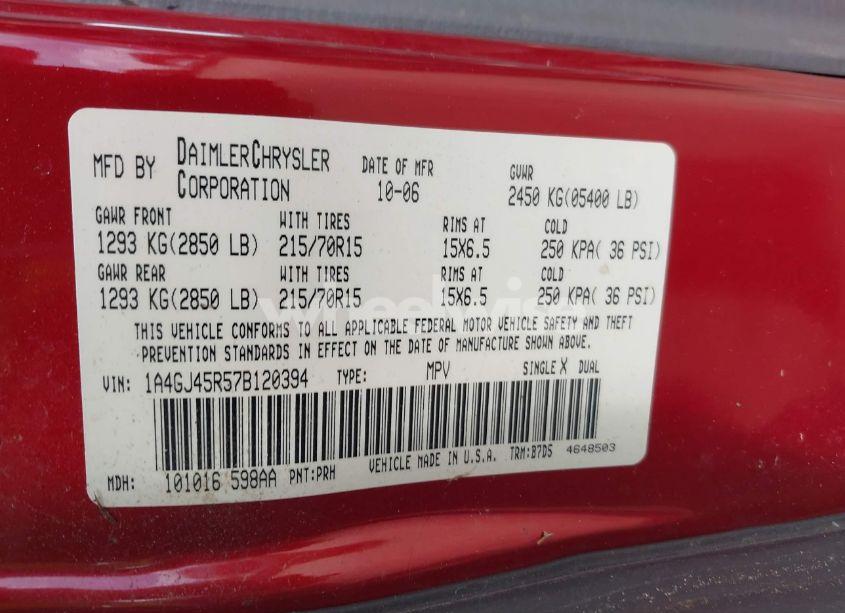 MFD BY DAIMLERCHRYSLER CORPORATION DATE OF MFR 10-06 GVWR 2450 KG(05400 LB)
GAWR FRONT WITH TIRES RIMS AT COLD
1293 KG(2850 LB) 215/70R15 15X6.5 250 KPA( 36 PSI)
GAWR REAR WITH TIRES RIMS AT COLD
1293 KG(2850 LB) 215/70R15 15X6.5 250 KPA( 36 PSI)
THIS VEHICLE CONFORMS TO ALL APPLICABLE FEDERAL MOTOR VEHICLE SAFETY AND THEFT
PREVENTION STANDARDS IN EFFECT ON THE DATE OF MANUFACTURE SHOWN ABOVE.
VIN: 1A4GJ45R57B120394 TYPE: MPV SINGLE X DUAL
MDH: 101016 598AA PNT:PRH VEHICLE MADE IN U.S.A. TRM:B7D5 4648503